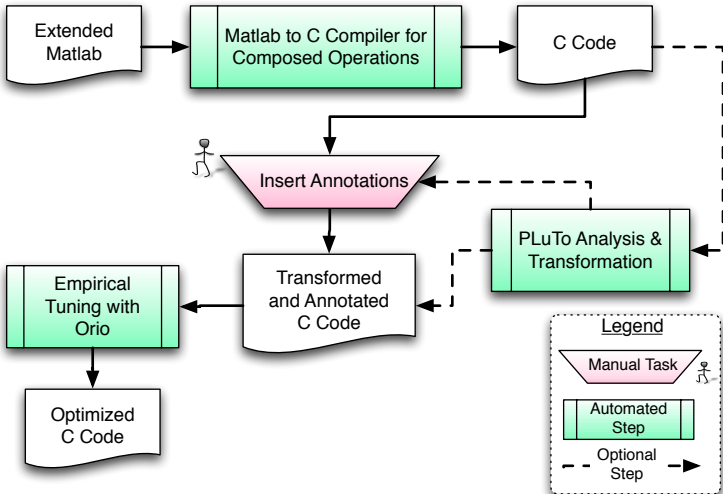 Extended
Matlab
Matlab to C Compiler for
Composed Operations
C Code
Insert Annotations
PLuTo Analysis &
Transformation
Transformed
and Annotated
C Code
Empirical
Tuning with
Orio
Optimized
C Code
Legend
Manual Task
Automated
Step
Optional
Step